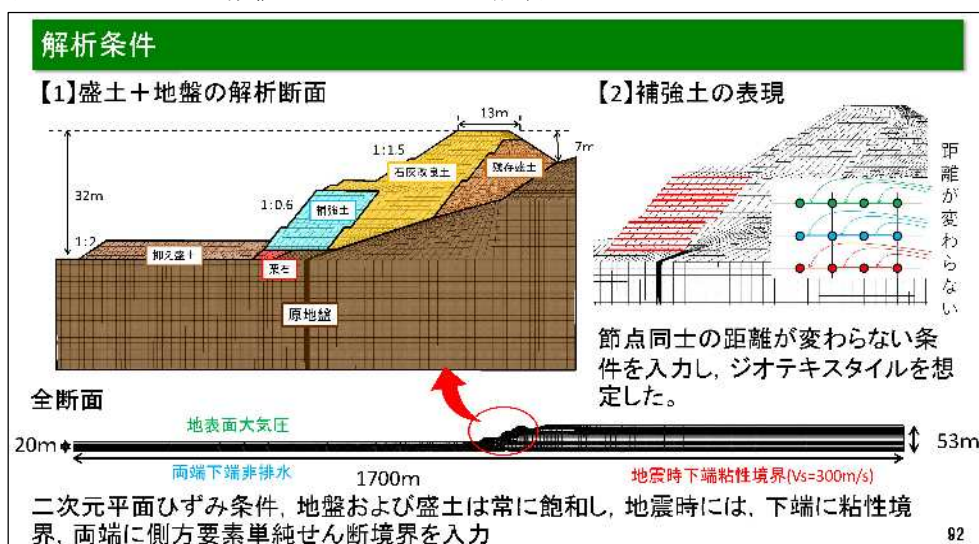 解析条件
【1】盛土+地盤の解析断面
13m
7m
1:1.5
石灰改良土
残存盛土
32m
1:0.6
補強土
1:2
抑え盛土
栗石
原地盤
【2】補強土の表現
距離が変わらない
節点同士の距離が変わらない条
件を入力し, ジオテキスタイルを想
定した。
全断面
地表面大気圧
20m
53m
両端下端非排水
1700m
地震時下端粘性境界(Vs=300m/s)
二次元平面ひずみ条件, 地盤および盛土は常に飽和し, 地震時には, 下端に粘性境
界, 両端に側方要素単純せん断境界を入力
92